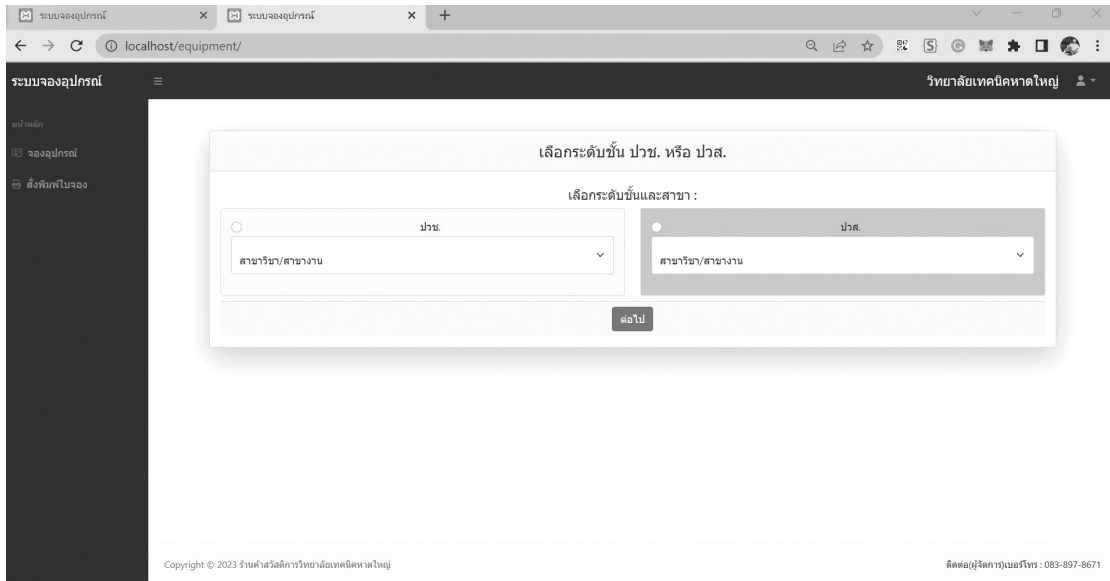 ระบบจองอุปกรณ์
ระบบจองอุปกรณ์
localhost/equipment/
ระบบจองอุปกรณ์
วิทยาลัยเทคนิคหาดใหญ่
หน้าหลัก
จองอุปกรณ์
สั่งพิมพ์ใบจอง
เลือกระดับชั้น ปวช. หรือ ปวส.
เลือกระดับชั้นและสาขา :
ปวช.
ปวส.
สาขาวิชา/สาขางาน
สาขาวิชา/สาขางาน
ต่อไป
Copyright © 2023 ร้านค้าสวัสดิการวิทยาลัยเทคนิคหาดใหญ่
ติดต่อ(ผู้จัดการ)เบอร์โทร : 083-897-8671